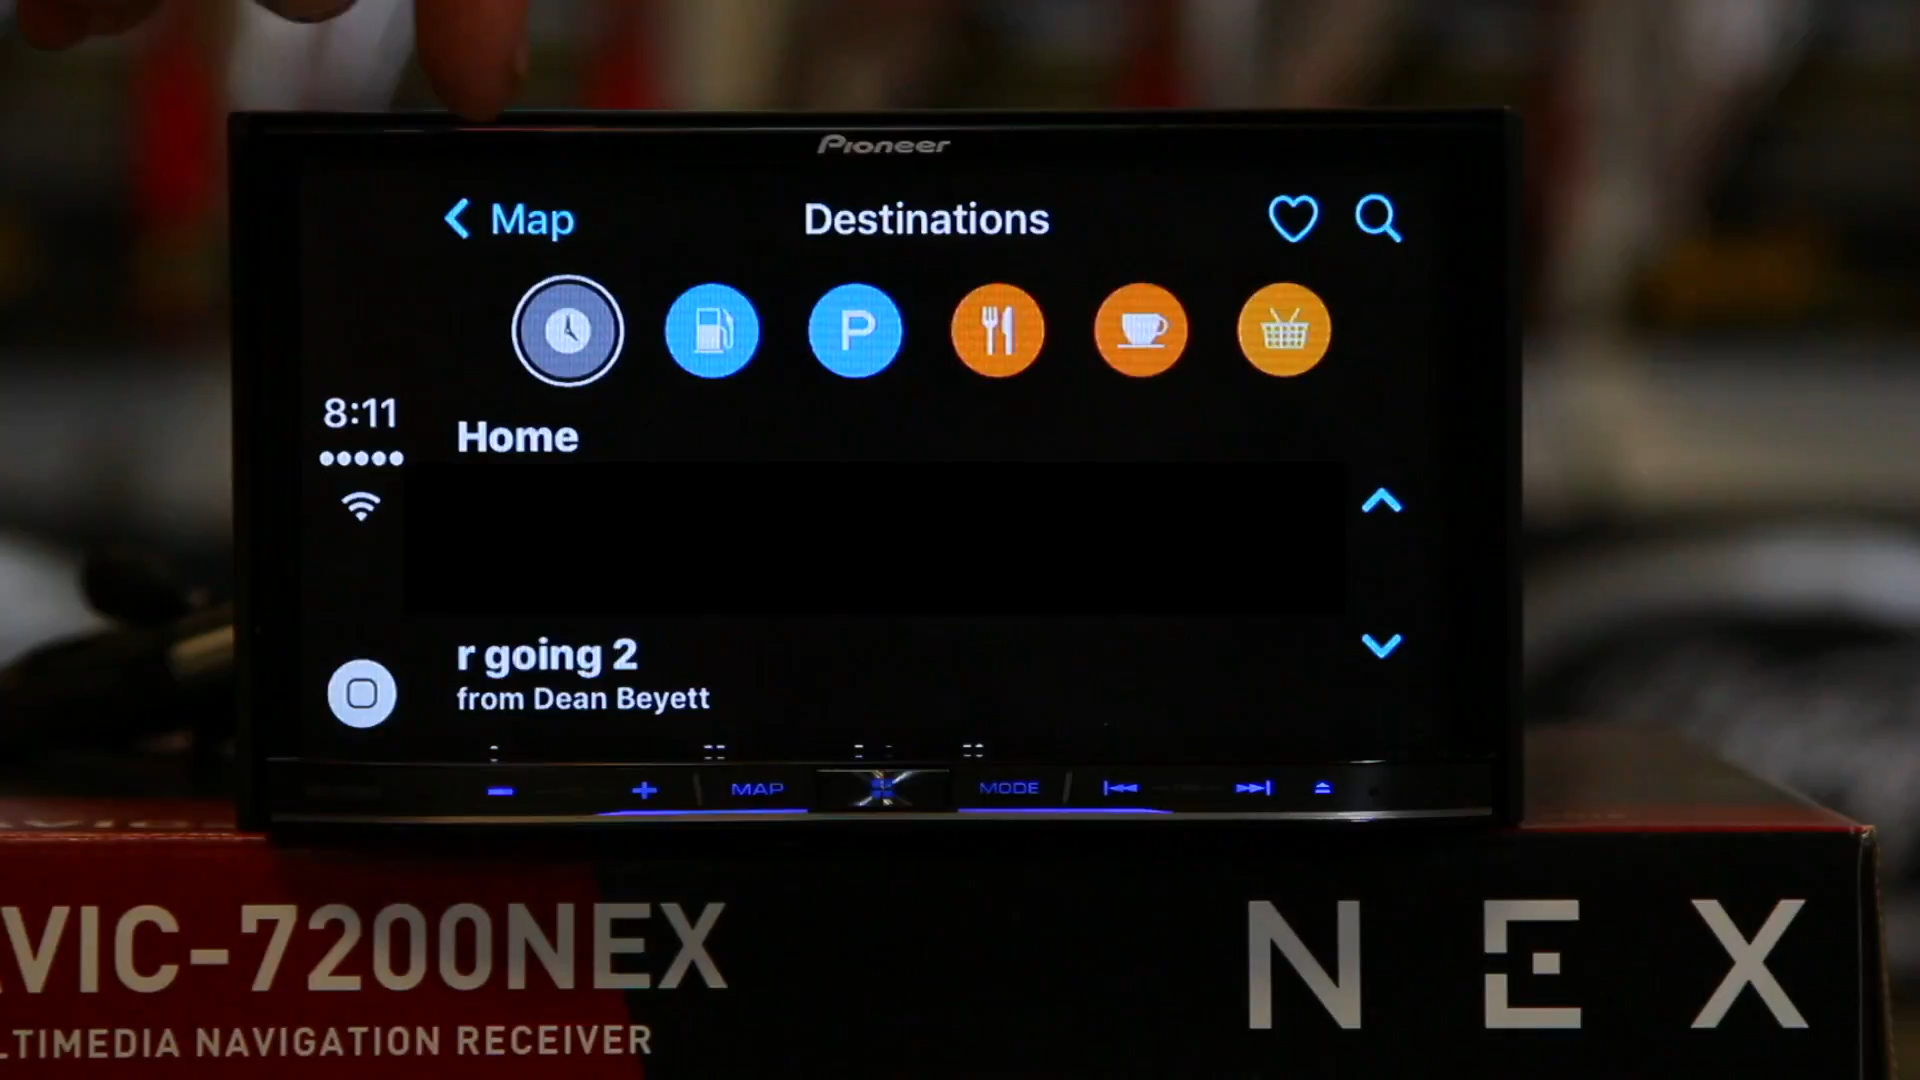 Pioneer
Map
Destinations
P
8:11
Home
r going 2
from Dean Beyett
MAP
MODE
VIC-7200NEX
LTIMEDIA NAVIGATION RECEIVER
NEX